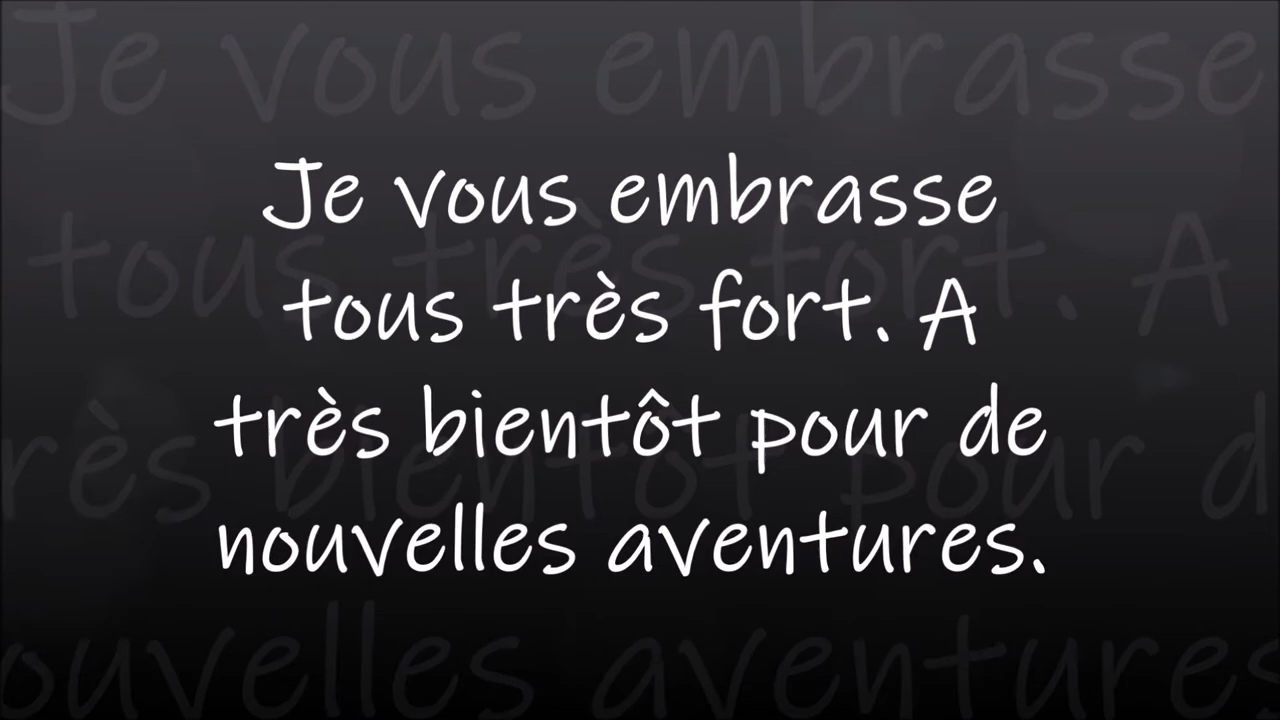 Je vous embrasse
tous très fort. A
très bientôt pour de
nouvelles aventures.